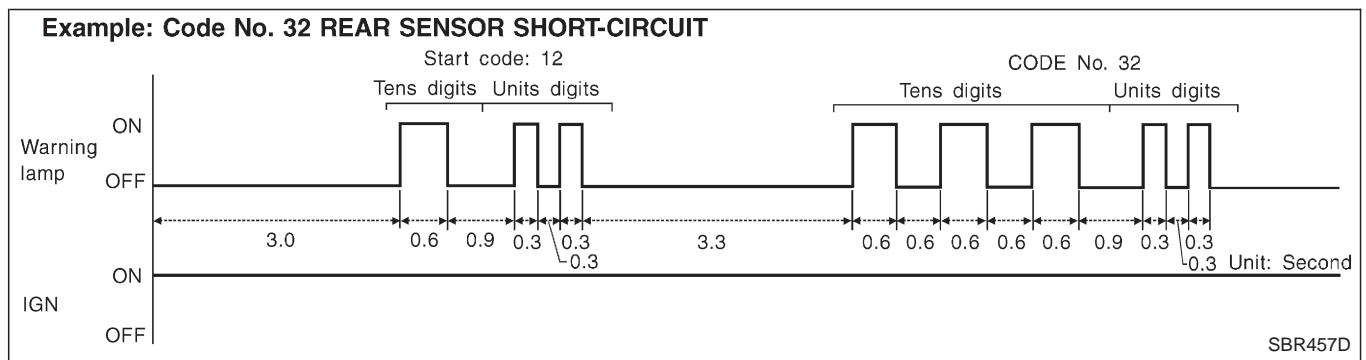 Example: Code No. 32 REAR SENSOR SHORT-CIRCUIT
Start code: 12
CODE No. 32
Tens digits Units digits
Tens digits
Units digits
Warning lamp
ON
OFF
3.0 0.6 0.9 0.3 0.3 3.3 0.6 0.6 0.6 0.6 0.6 0.9 0.3 0.3
0.3
0.3 Unit: Second
IGN
ON
OFF
SBR457D